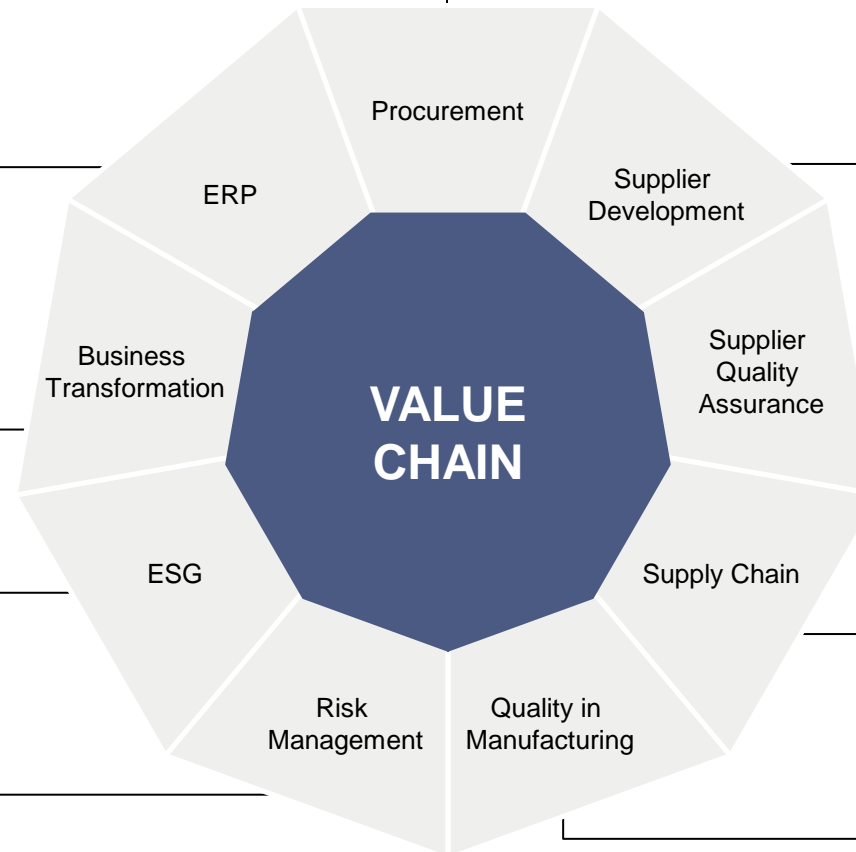 Procurement
Supplier
Development
Supplier
Quality
Assurance
Supply Chain
Quality in
Manufacturing
Risk
Management
ESG
Business
Transformation
ERP
VALUE
CHAIN